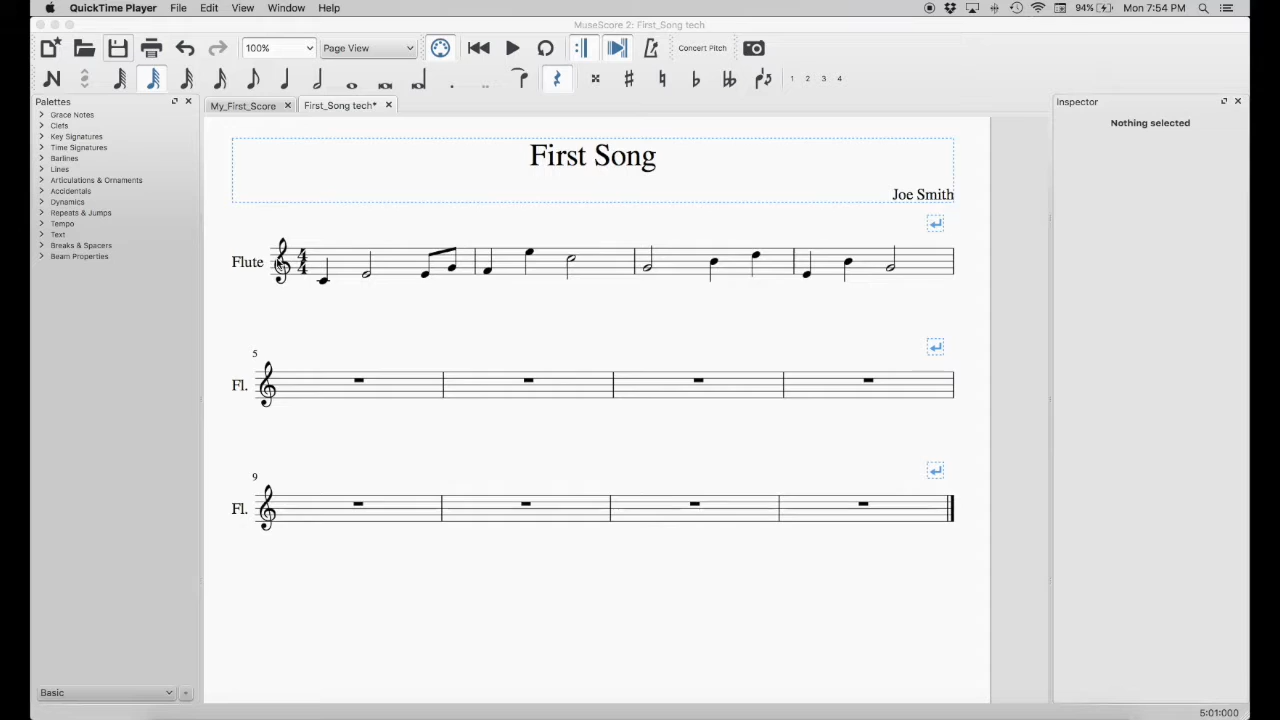 QuickTime Player File Edit View Window Help 94% Mon 7:54 PM
MuseScore 2: First_Song tech
100% Page View Concert Pitch
1 2 3 4
Palettes
My_First_Score First_Song tech*
Inspector
Nothing selected
Grace Notes
Clefs
Key Signatures
Time Signatures
Barlines
Lines
Articulations & Ornaments
Accidentals
Dynamics
Repeats & Jumps
Tempo
Text
Breaks & Spacers
Beam Properties
First Song
Joe Smith
Flute 4 4
5
Fl.
9
Fl.
Basic
5:01:000